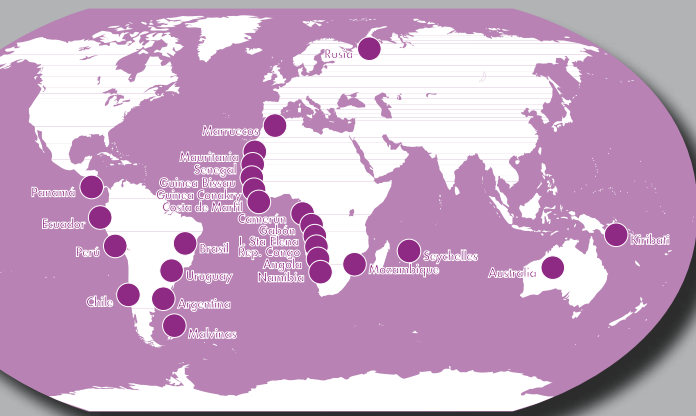 Rusia
Marruecos
Mauritania
Senegal
Guinea Bissau
Guinea Conakry
Costa de Marfil
Panamá
Ecuador
Perú
Brasil
Uruguay
Chile
Argentina
Malvinas
Camerún
Gabón
I. Sta Elena
Rep. Congo
Angola
Namibia
Mozambique
Seychelles
Australia
Kiribati